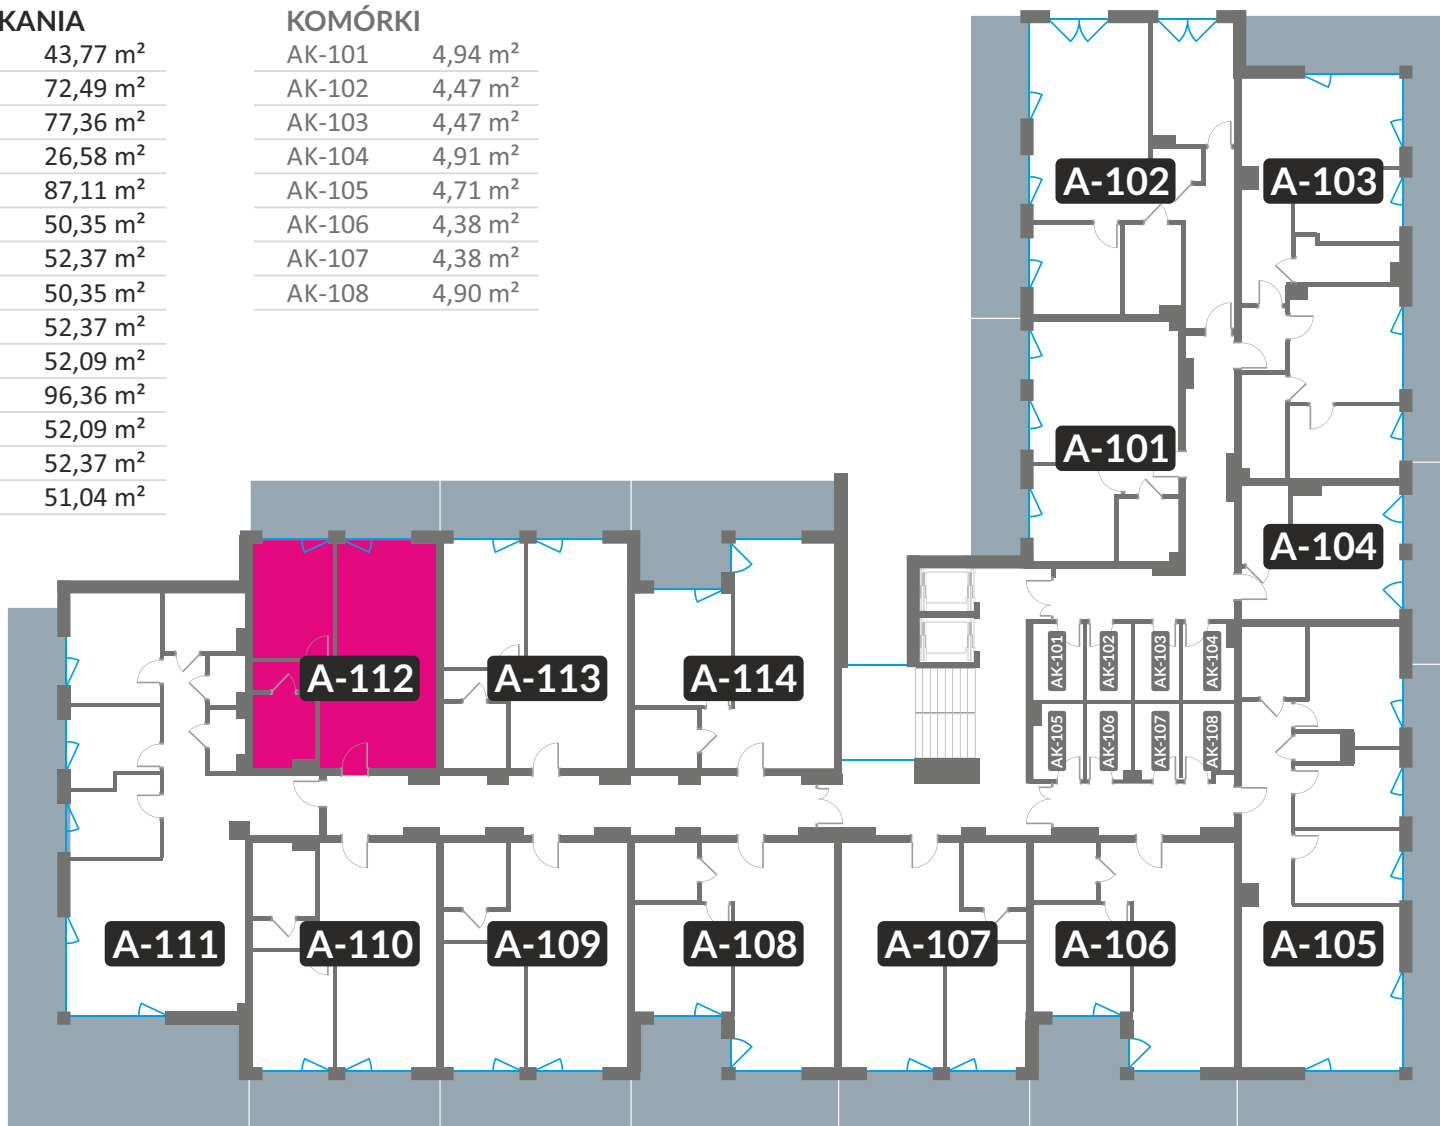 KANIA
43,77 m²
72,49 m²
77,36 m²
26,58 m²
87,11 m²
50,35 m²
52,37 m²
50,35 m²
52,37 m²
52,09 m²
96,36 m²
52,09 m²
52,37 m²
51,04 m²
KOMÓRKI
AK-101 4,94 m²
AK-102 4,47 m²
AK-103 4,47 m²
AK-104 4,91 m²
AK-105 4,71 m²
AK-106 4,38 m²
AK-107 4,38 m²
AK-108 4,90 m²
A-102
A-103
A-101
A-104
AK-101
AK-102
AK-103
AK-104
A-112
A-113
A-114
AK-105
AK-106
AK-107
AK-108
A-111
A-110
A-109
A-108
A-107
A-106
A-105